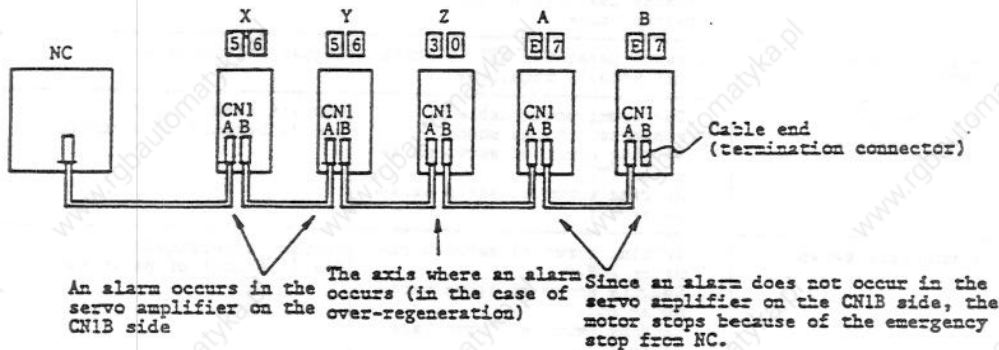 X Y Z A B
NC 56 56 30 E7 E7
CN1 CN1 CN1 CN1 CN1
A B A B A B A B A B
Cable end
(termination connector)
An alarm occurs in the
servo amplifier on the
CN1B side
The axis where an alarm
occurs (in the case of
over-regeneration)
Since an alarm does not occur in the
servo amplifier on the CN1B side, the
motor stops because of the emergency
stop from NC.
www.rgbautomatyka.pl